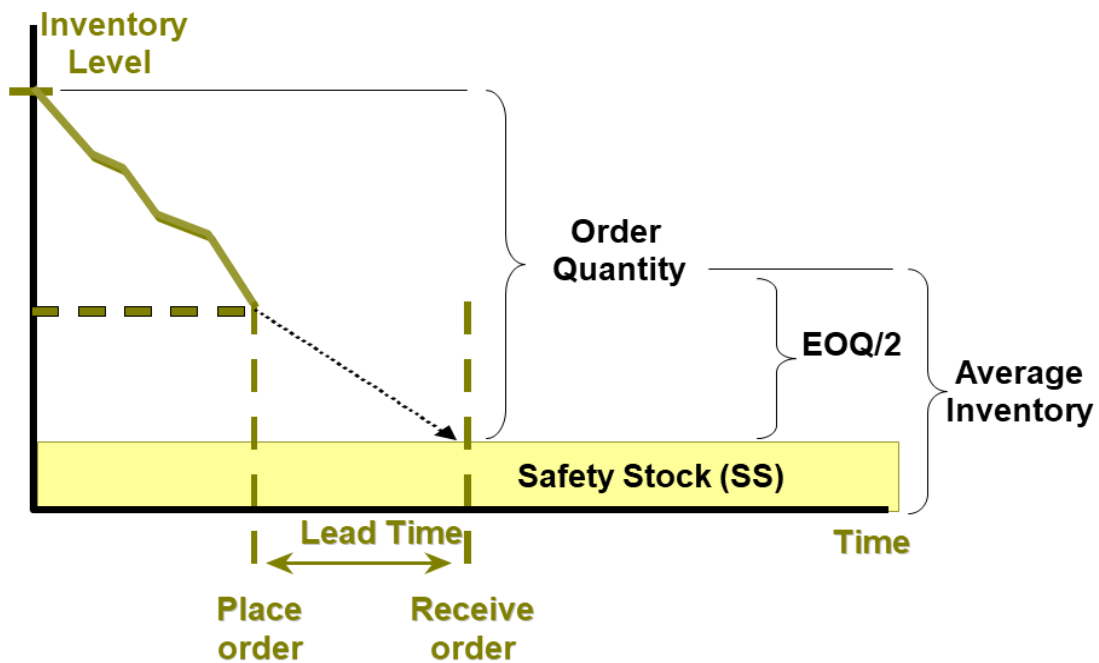 Inventory
Level
Order
Quantity
EOQ/2
Average
Inventory
Safety Stock (SS)
Lead Time
Time
Place
order
Receive
order